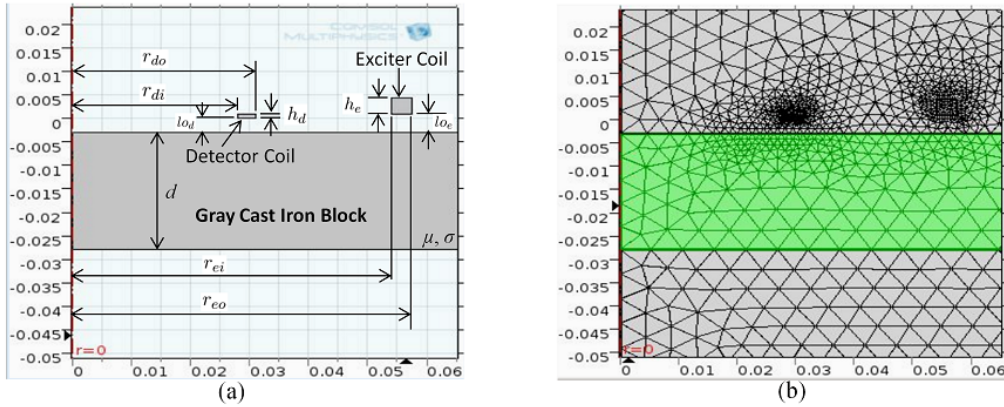 COMSOL
MULTIPHYSICS
0.02
0.015
0.01
0.005
0
-0.005
-0.01
-0.015
-0.02
-0.025
-0.03
-0.035
-0.04
-0.045
-0.05
r_do
r_di
lo_d
h_d
Exciter Coil
h_e
lo_e
Detector Coil
d
Gray Cast Iron Block
μ, σ
r_ei
r_eo
r=0
0 0.01 0.02 0.03 0.04 0.05 0.06
(a)
0.02
0.015
0.01
0.005
0
-0.005
-0.01
-0.015
-0.02
-0.025
-0.03
-0.035
-0.04
-0.045
-0.05
r=0
0 0.01 0.02 0.03 0.04 0.05 0.06
(b)